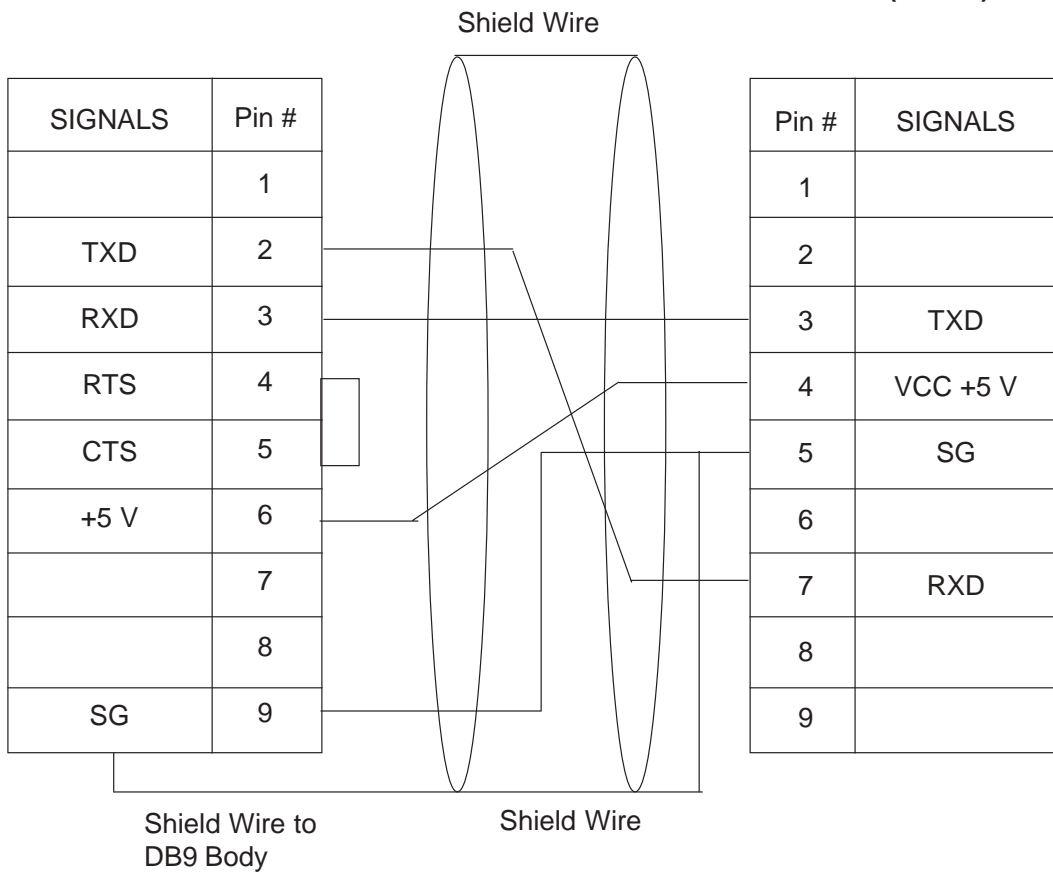 Shield Wire
SIGNALS Pin #
1
TXD 2
RXD 3
RTS 4
CTS 5
+5 V 6
7
8
SG 9
Pin # SIGNALS
1
2
3 TXD
4 VCC +5 V
5 SG
6
7 RXD
8
9
Shield Wire to
DB9 Body
Shield Wire